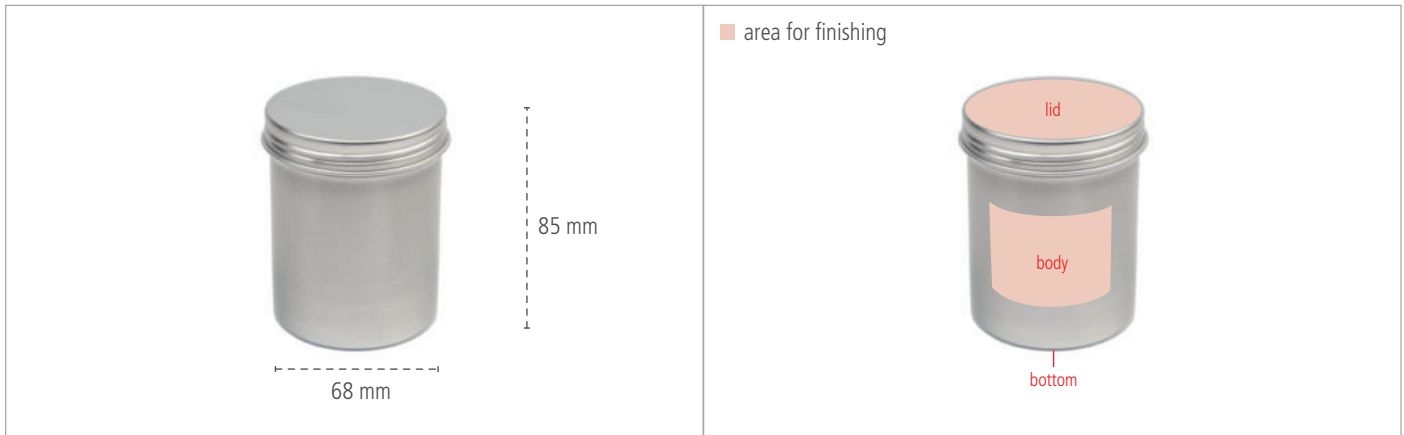 85 mm
68 mm
area for finishing
lid
body
bottom